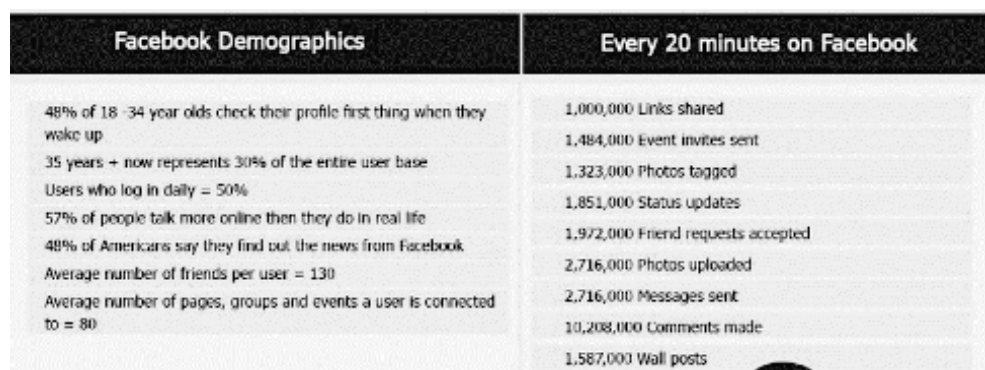 Facebook Demographics
48% of 18 -34 year olds check their profile first thing when they
wake up
35 years + now represents 30% of the entire user base
Users who log in daily = 50%
57% of people talk more online then they do in real life
48% of Americans say they find out the news from Facebook
Average number of friends per user = 130
Average number of pages, groups and events a user is connected
to = 80
Every 20 minutes on Facebook
1,000,000 Links shared
1,484,000 Event invites sent
1,323,000 Photos tagged
1,851,000 Status updates
1,972,000 Friend requests accepted
2,716,000 Photos uploaded
2,716,000 Messages sent
10,208,000 Comments made
1,587,000 Wall posts